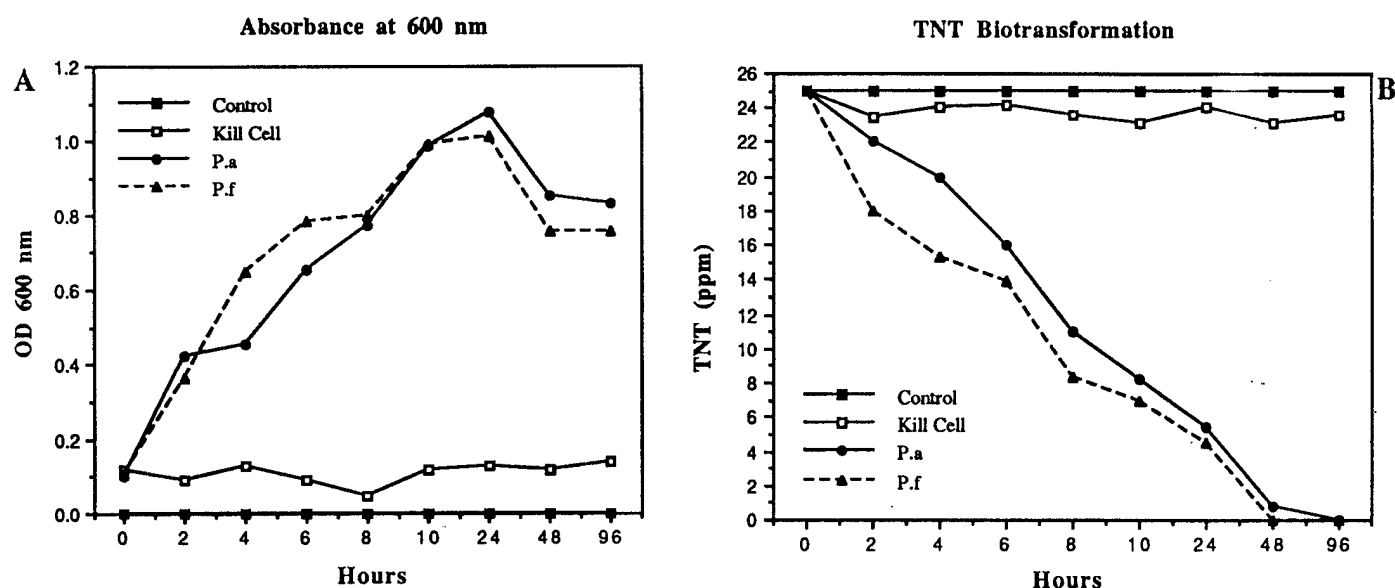 Absorbance at 600 nm
A
1.2
1.0
0.8
0.6
0.4
0.2
0.0
OD 600 nm
Control
Kill Cell
P.a
P.f
0 2 4 6 8 10 24 48 96
Hours
TNT Biotransformation
B
26
24
22
20
18
16
14
12
10
8
6
4
2
0
TNT (ppm)
Control
Kill Cell
P.a
P.f
0 2 4 6 8 10 24 48 96
Hours